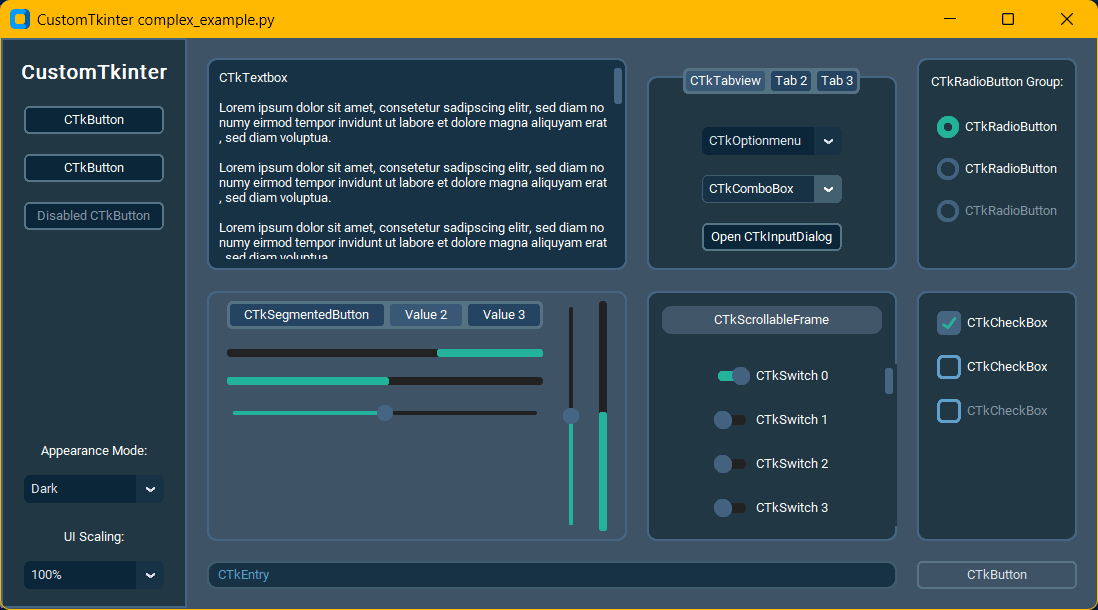 CustomTkinter complex_example.py
CustomTkinter
CTkButton
CTkButton
Disabled CTkButton
Appearance Mode:
Dark
UI Scaling:
100%
CTkTextbox
Lorem ipsum dolor sit amet, consetetur sadipscing elitr, sed diam no
numy eirmod tempor invidunt ut labore et dolore magna aliquyam erat
, sed diam voluptua.
Lorem ipsum dolor sit amet, consetetur sadipscing elitr, sed diam no
numy eirmod tempor invidunt ut labore et dolore magna aliquyam erat
, sed diam voluptua.
Lorem ipsum dolor sit amet, consetetur sadipscing elitr, sed diam no
numy eirmod tempor invidunt ut labore et dolore magna aliquyam erat
, sed diam voluptua.
CTkTabview Tab 2 Tab 3
CTkOptionmenu
CTkComboBox
Open CTkInputDialog
CTkRadioButton Group:
CTkRadioButton
CTkRadioButton
CTkRadioButton
CTkSegmentedButton Value 2 Value 3
CTkScrollableFrame
CTkSwitch 0
CTkSwitch 1
CTkSwitch 2
CTkSwitch 3
CTkCheckBox
CTkCheckBox
CTkCheckBox
CTkEntry
CTkButton